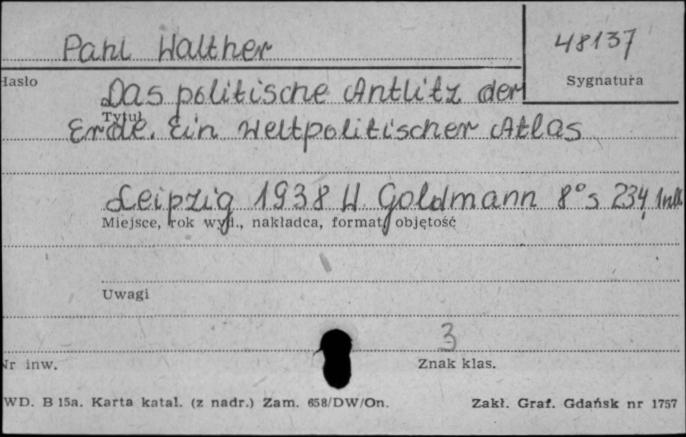 Pahl Walther
48137
Hasło
Sygnatura
Das politische Antlitz der
Tytuł
Erde. Ein Weltpolitischer Atlas
Leipzig 1938 W. Goldmann 8° s 234,
Miejsce, rok wyd., nakładca, format, objętość
Uwagi
3
Nr inw.
Znak klas.
WD. B 15a. Karta katal. (z nadr.) Zam. 658/DW/On.
Zakł. Graf. Gdańsk nr 1757